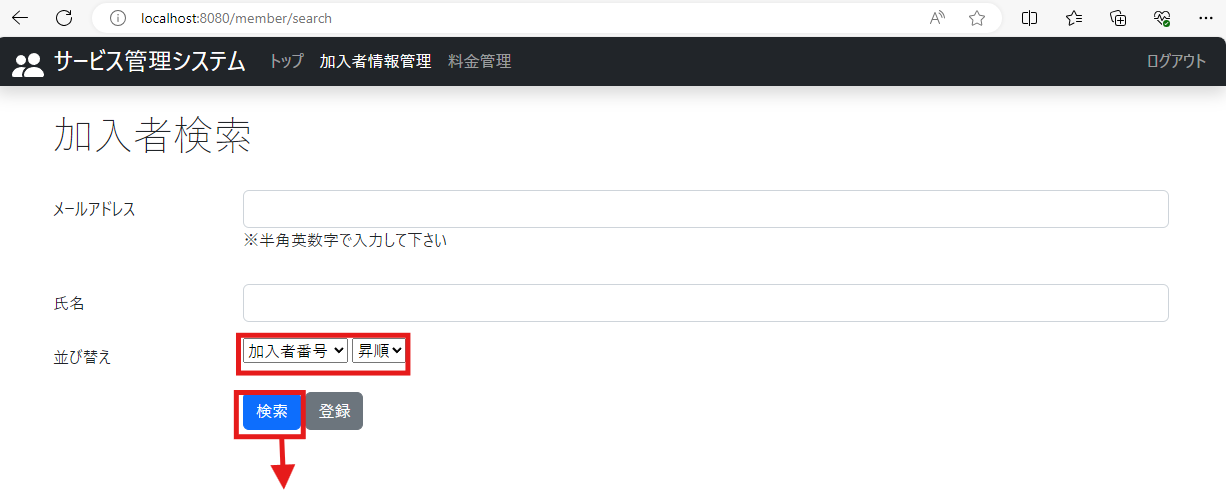 localhost:8080/member/search
サービス管理システム トップ 加入者情報管理 料金管理 ログアウト
加入者検索
メールアドレス
※半角英数字で入力して下さい
氏名
並び替え 加入者番号 昇順
検索 登録